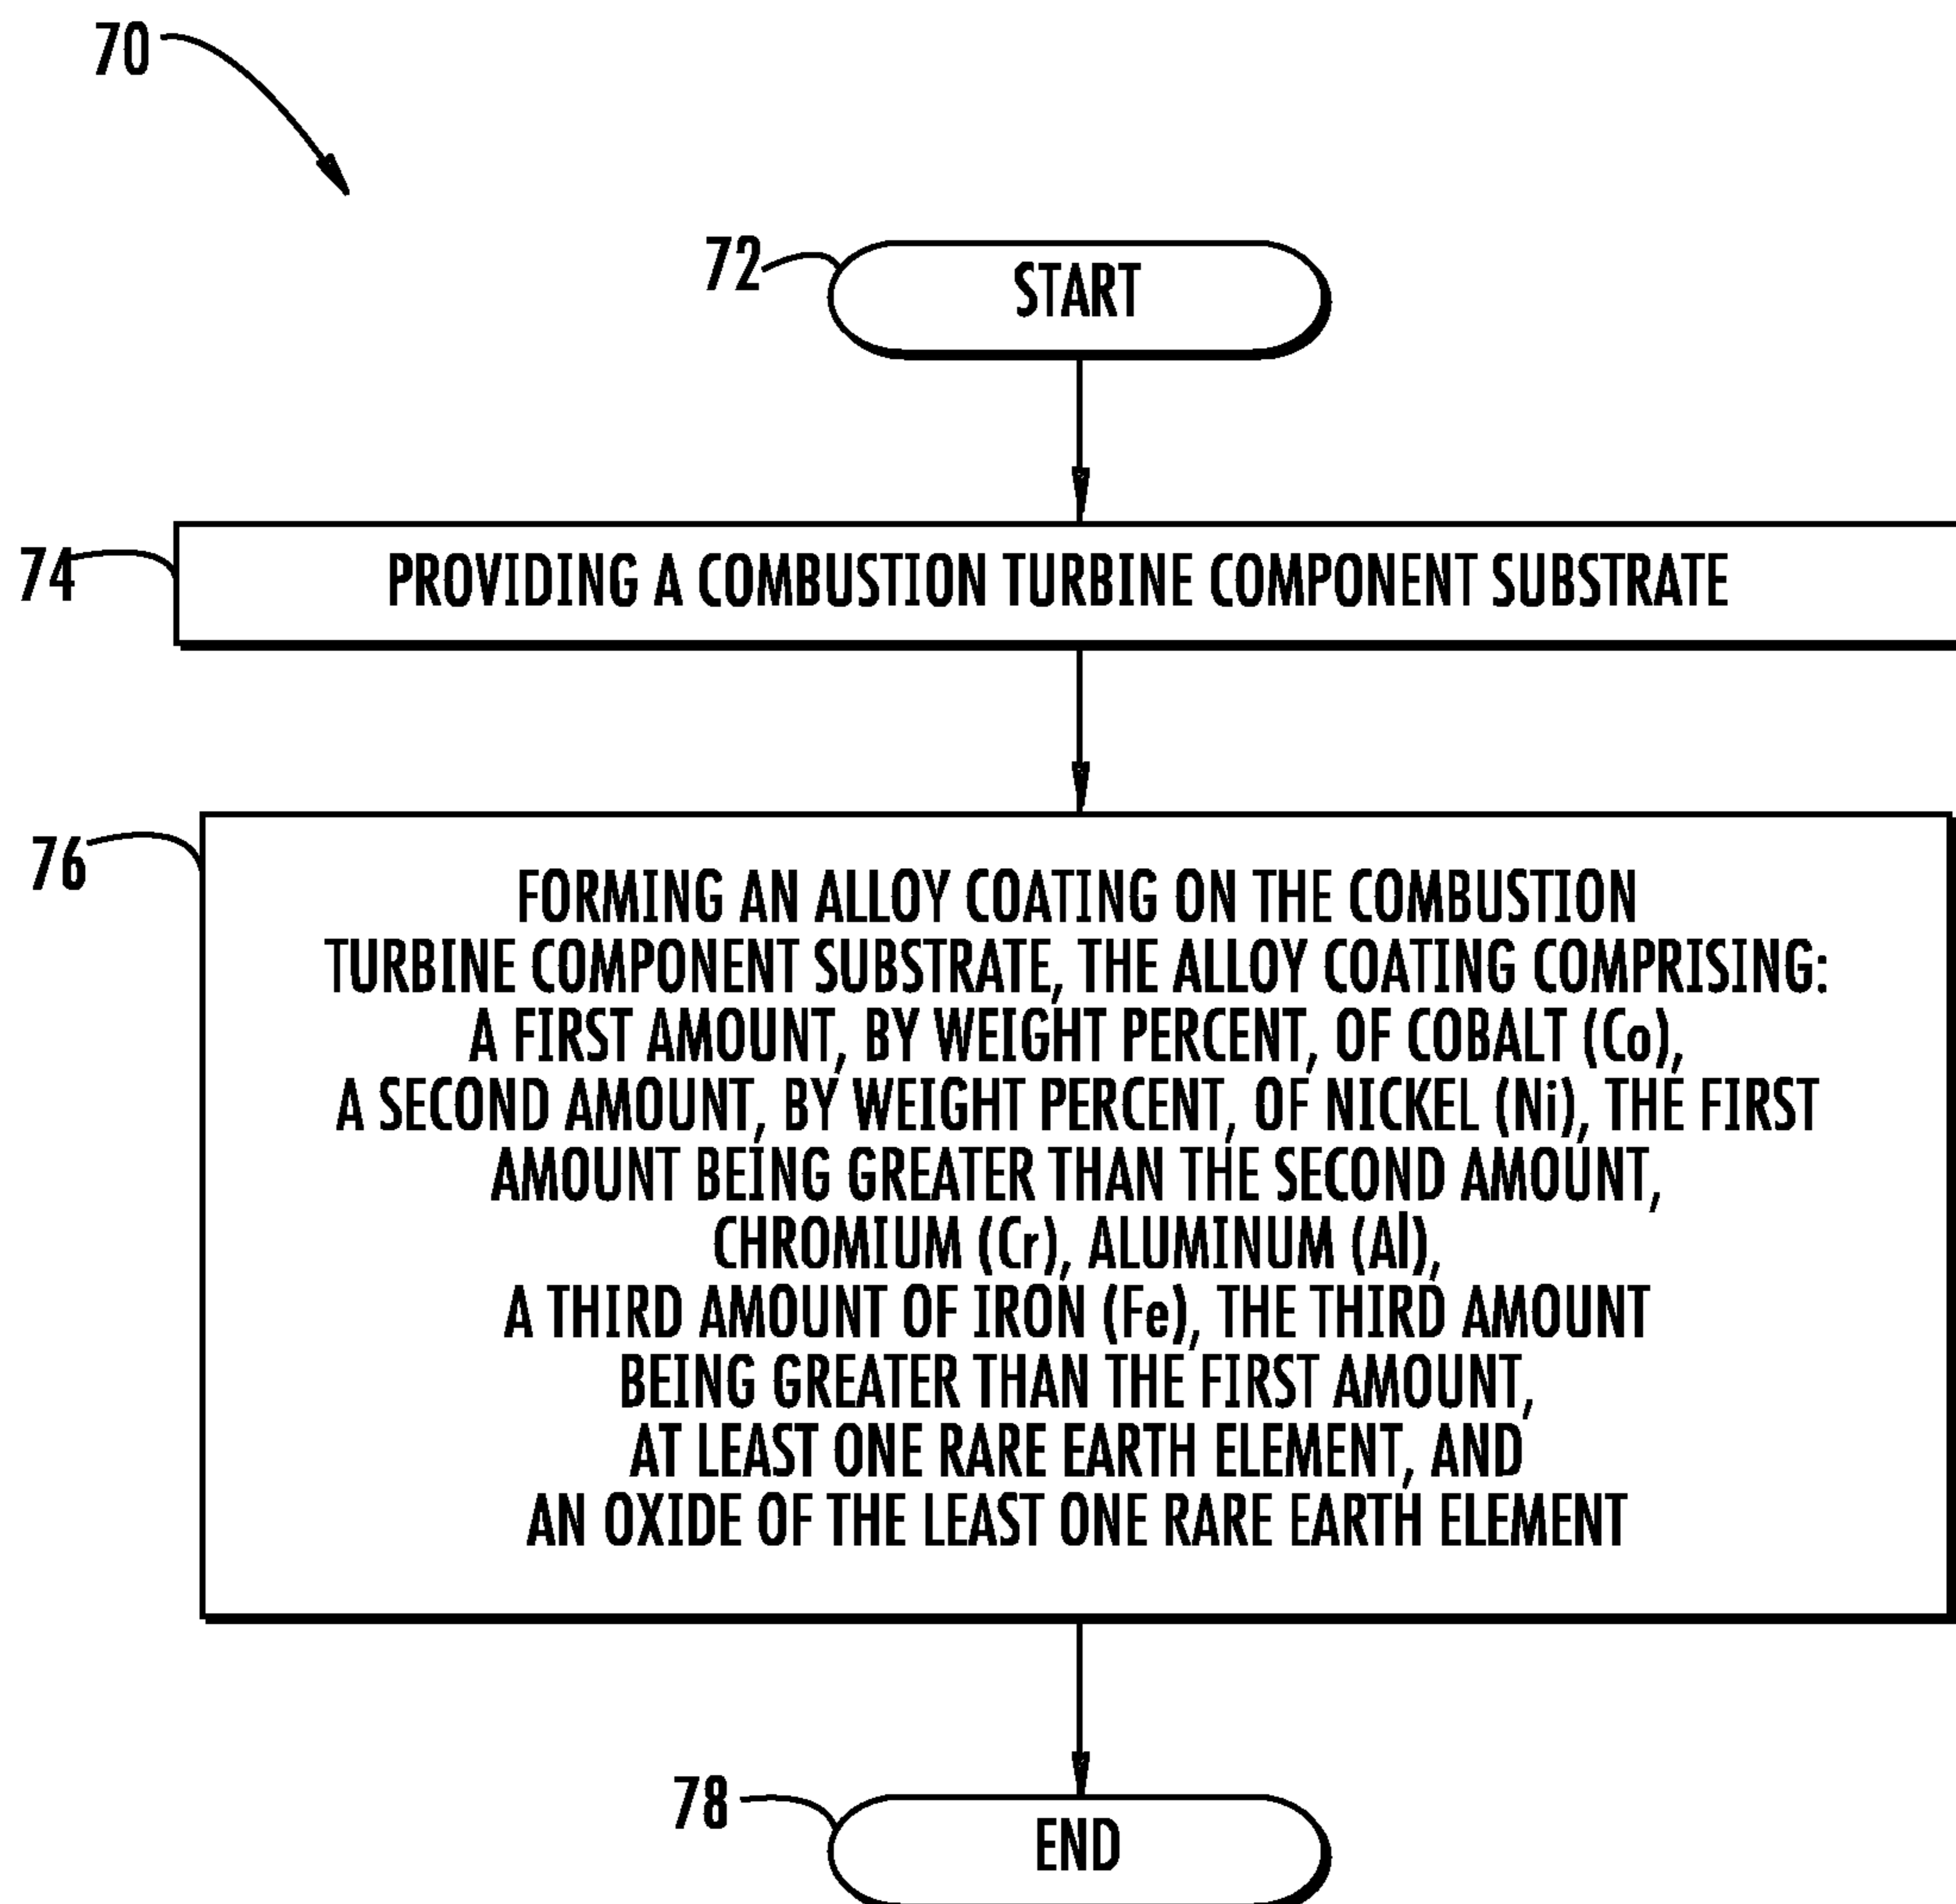 70
72
START
74
PROVIDING A COMBUSTION TURBINE COMPONENT SUBSTRATE
76
FORMING AN ALLOY COATING ON THE COMBUSTION
TURBINE COMPONENT SUBSTRATE, THE ALLOY COATING COMPRISING:
A FIRST AMOUNT, BY WEIGHT PERCENT, OF COBALT (Co),
A SECOND AMOUNT, BY WEIGHT PERCENT, OF NICKEL (Ni), THE FIRST
AMOUNT BEING GREATER THAN THE SECOND AMOUNT,
CHROMIUM (Cr), ALUMINUM (Al),
A THIRD AMOUNT OF IRON (Fe), THE THIRD AMOUNT
BEING GREATER THAN THE FIRST AMOUNT,
AT LEAST ONE RARE EARTH ELEMENT, AND
AN OXIDE OF THE LEAST ONE RARE EARTH ELEMENT
78
END